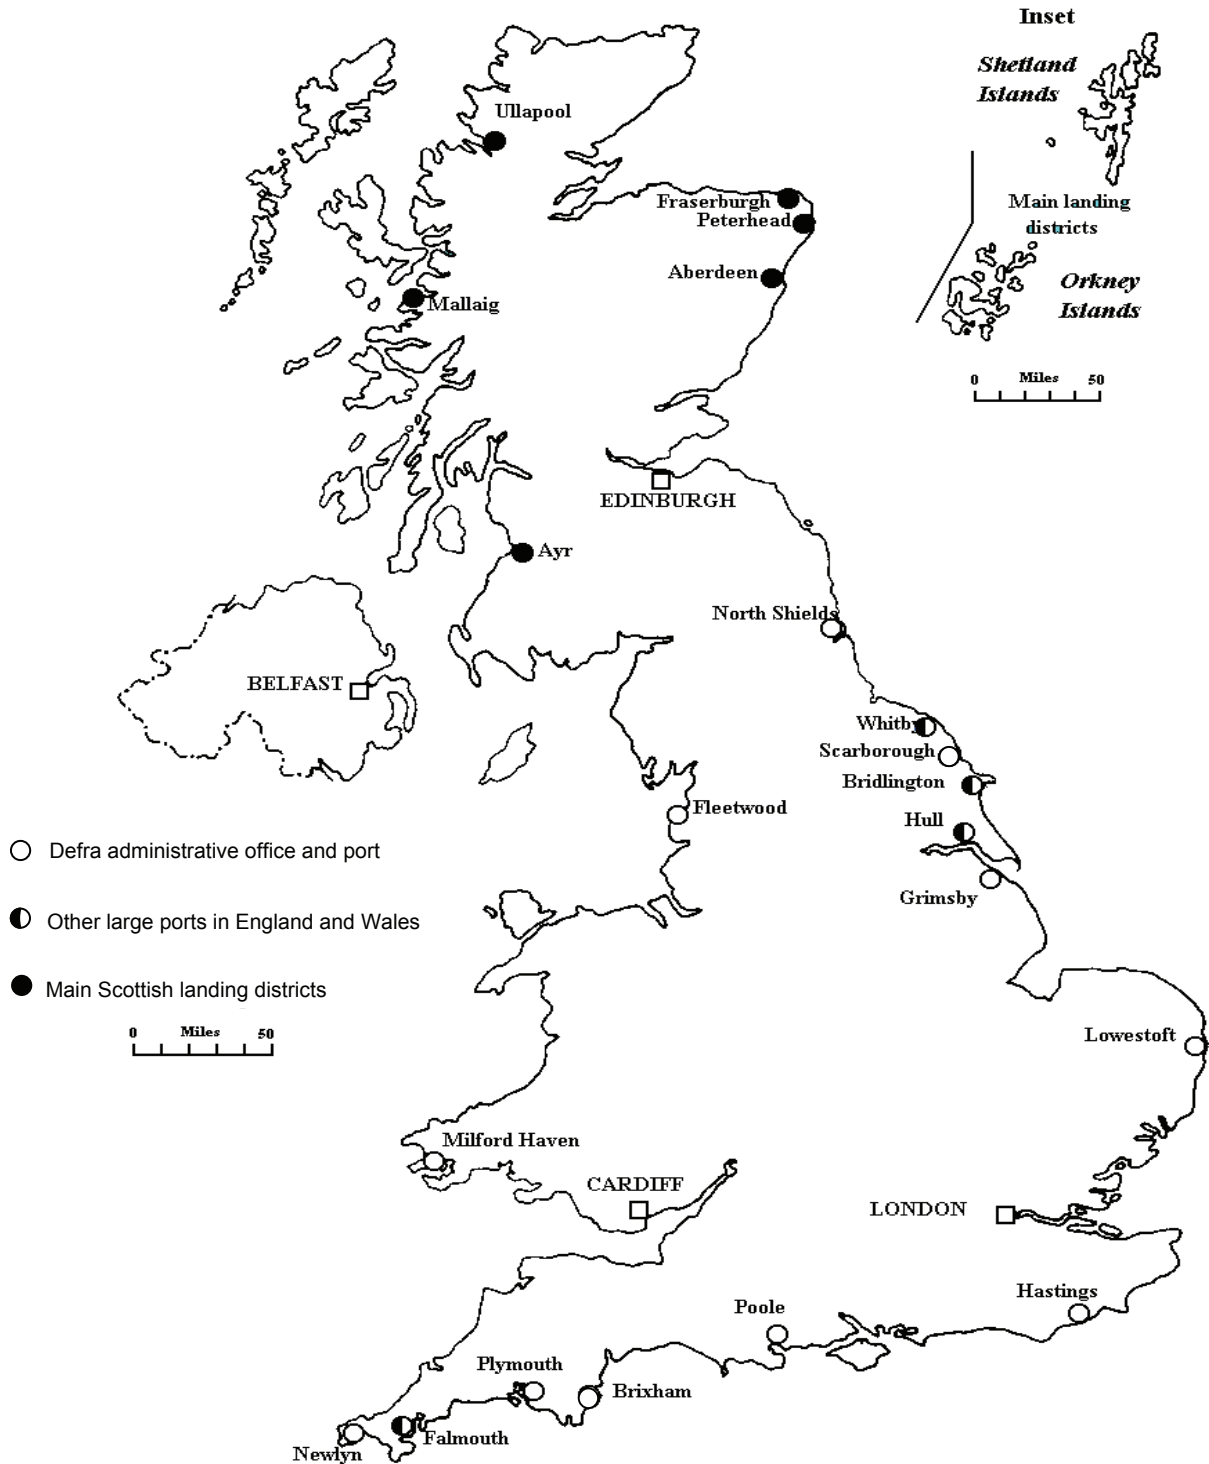 Inset
Shetland
Islands
Ullapool
Fraserburgh
Peterhead
Main landing
districts
Aberdeen
Orkney
Islands
Mallaig
0 Miles 50
EDINBURGH
Ayr
North Shields
BELFAST
Whitby
Scarborough
Bridlington
Fleetwood
Hull
Defra administrative office and port
Grimsby
Other large ports in England and Wales
Main Scottish landing districts
0 Miles 50
Lowestoft
Milford Haven
CARDIFF
LONDON
Hastings
Poole
Plymouth
Brixham
Falmouth
Newlyn